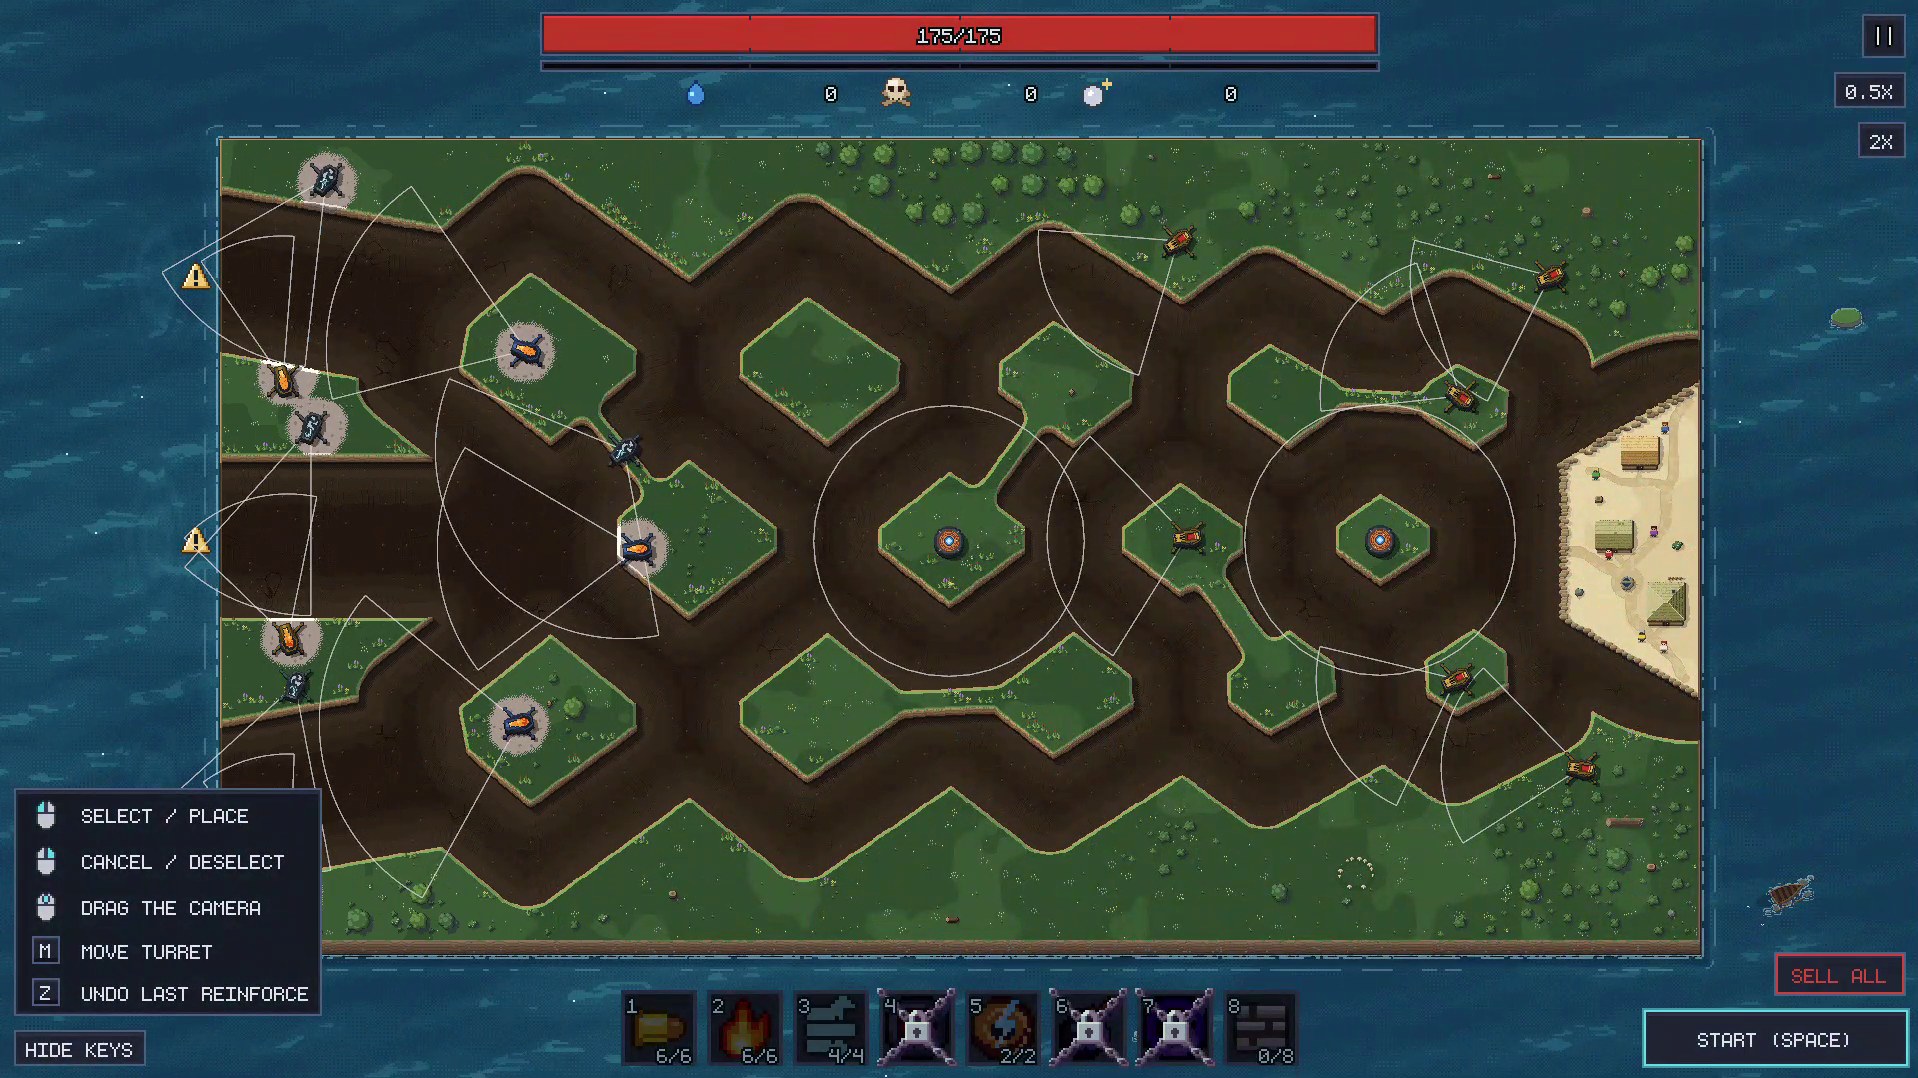 175/175
0
0
0
0.5X
2X
SELECT / PLACE
CANCEL / DESELECT
DRAG THE CAMERA
M MOVE TURRET
Z UNDO LAST REINFORCE
HIDE KEYS
1 6/6
2 6/6
3 4/4
4
5 2/2
6
7
8 0/8
SELL ALL
START (SPACE)